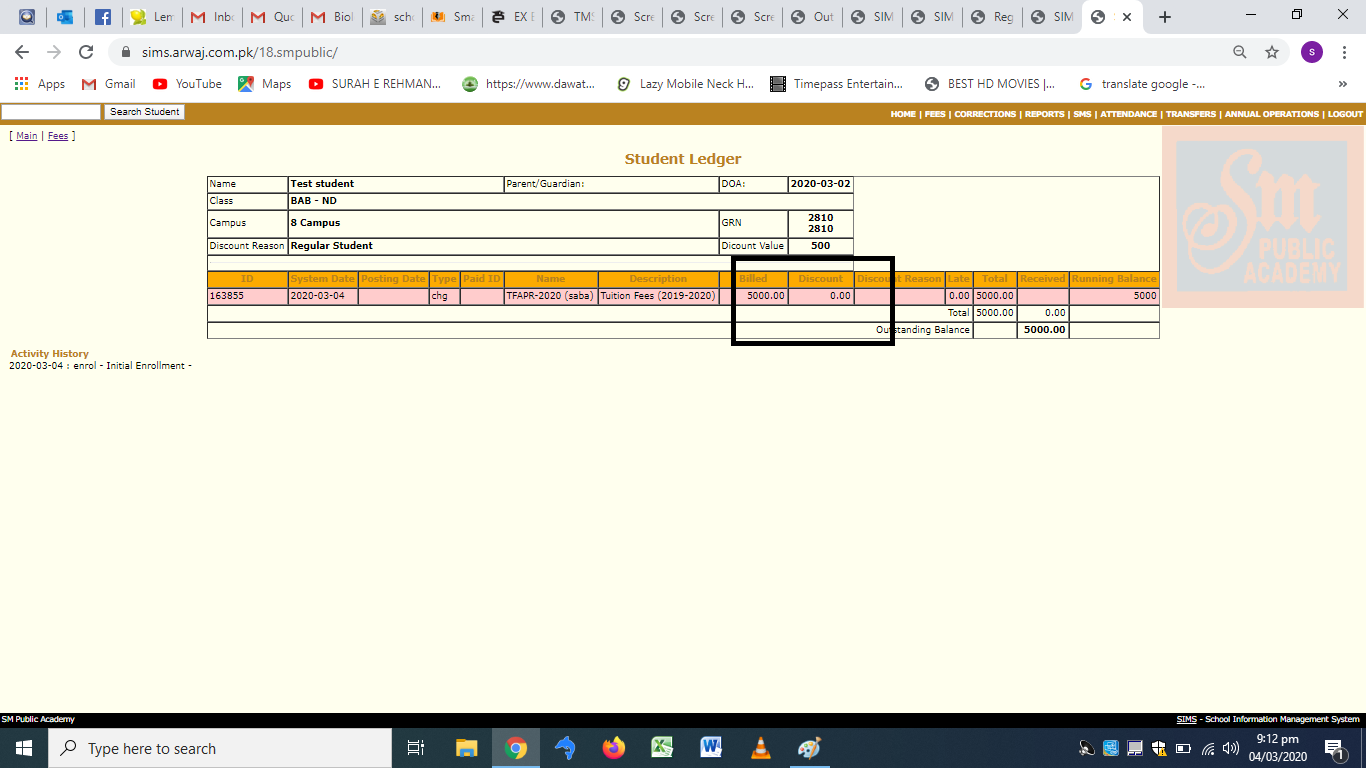 Lem
Inbo
Quo
Biol
scho
Sma
EX E
TMS
Scre
Scre
Scre
Out
SIM
SIM
Reg
SIM
S
sims.arwaj.com.pk/18.smpublic/
s
Apps
Gmail
YouTube
Maps
SURAH E REHMAN...
https://www.dawat...
Lazy Mobile Neck H...
Timepass Entertain...
BEST HD MOVIES |...
translate google -...
»
Search Student
HOME | FEES | CORRECTIONS | REPORTS | SMS | ATTENDANCE | TRANSFERS | ANNUAL OPERATIONS | LOGOUT
[ Main | Fees ]
Sm PUBLIC ACADEMY
Student Ledger
Name Test student Parent/Guardian: DOA: 2020-03-02
Class BAB - ND
Campus 8 Campus GRN 2810
2810
Discount Reason Regular Student Dicount Value 500
ID System Date Posting Date Type Paid ID Name Description Billed Discount Discount Reason Late Total Received Running Balance
163855 2020-03-04 chg TFAPR-2020 (saba) Tuition Fees (2019-2020) 5000.00 0.00 0.00 5000.00 5000
Total 5000.00 0.00
Outstanding Balance 5000.00
Activity History
2020-03-04 : enrol - Initial Enrollment -
SM Public Academy
SIMS - School Information Management System
Type here to search
9:12 pm
04/03/2020
1